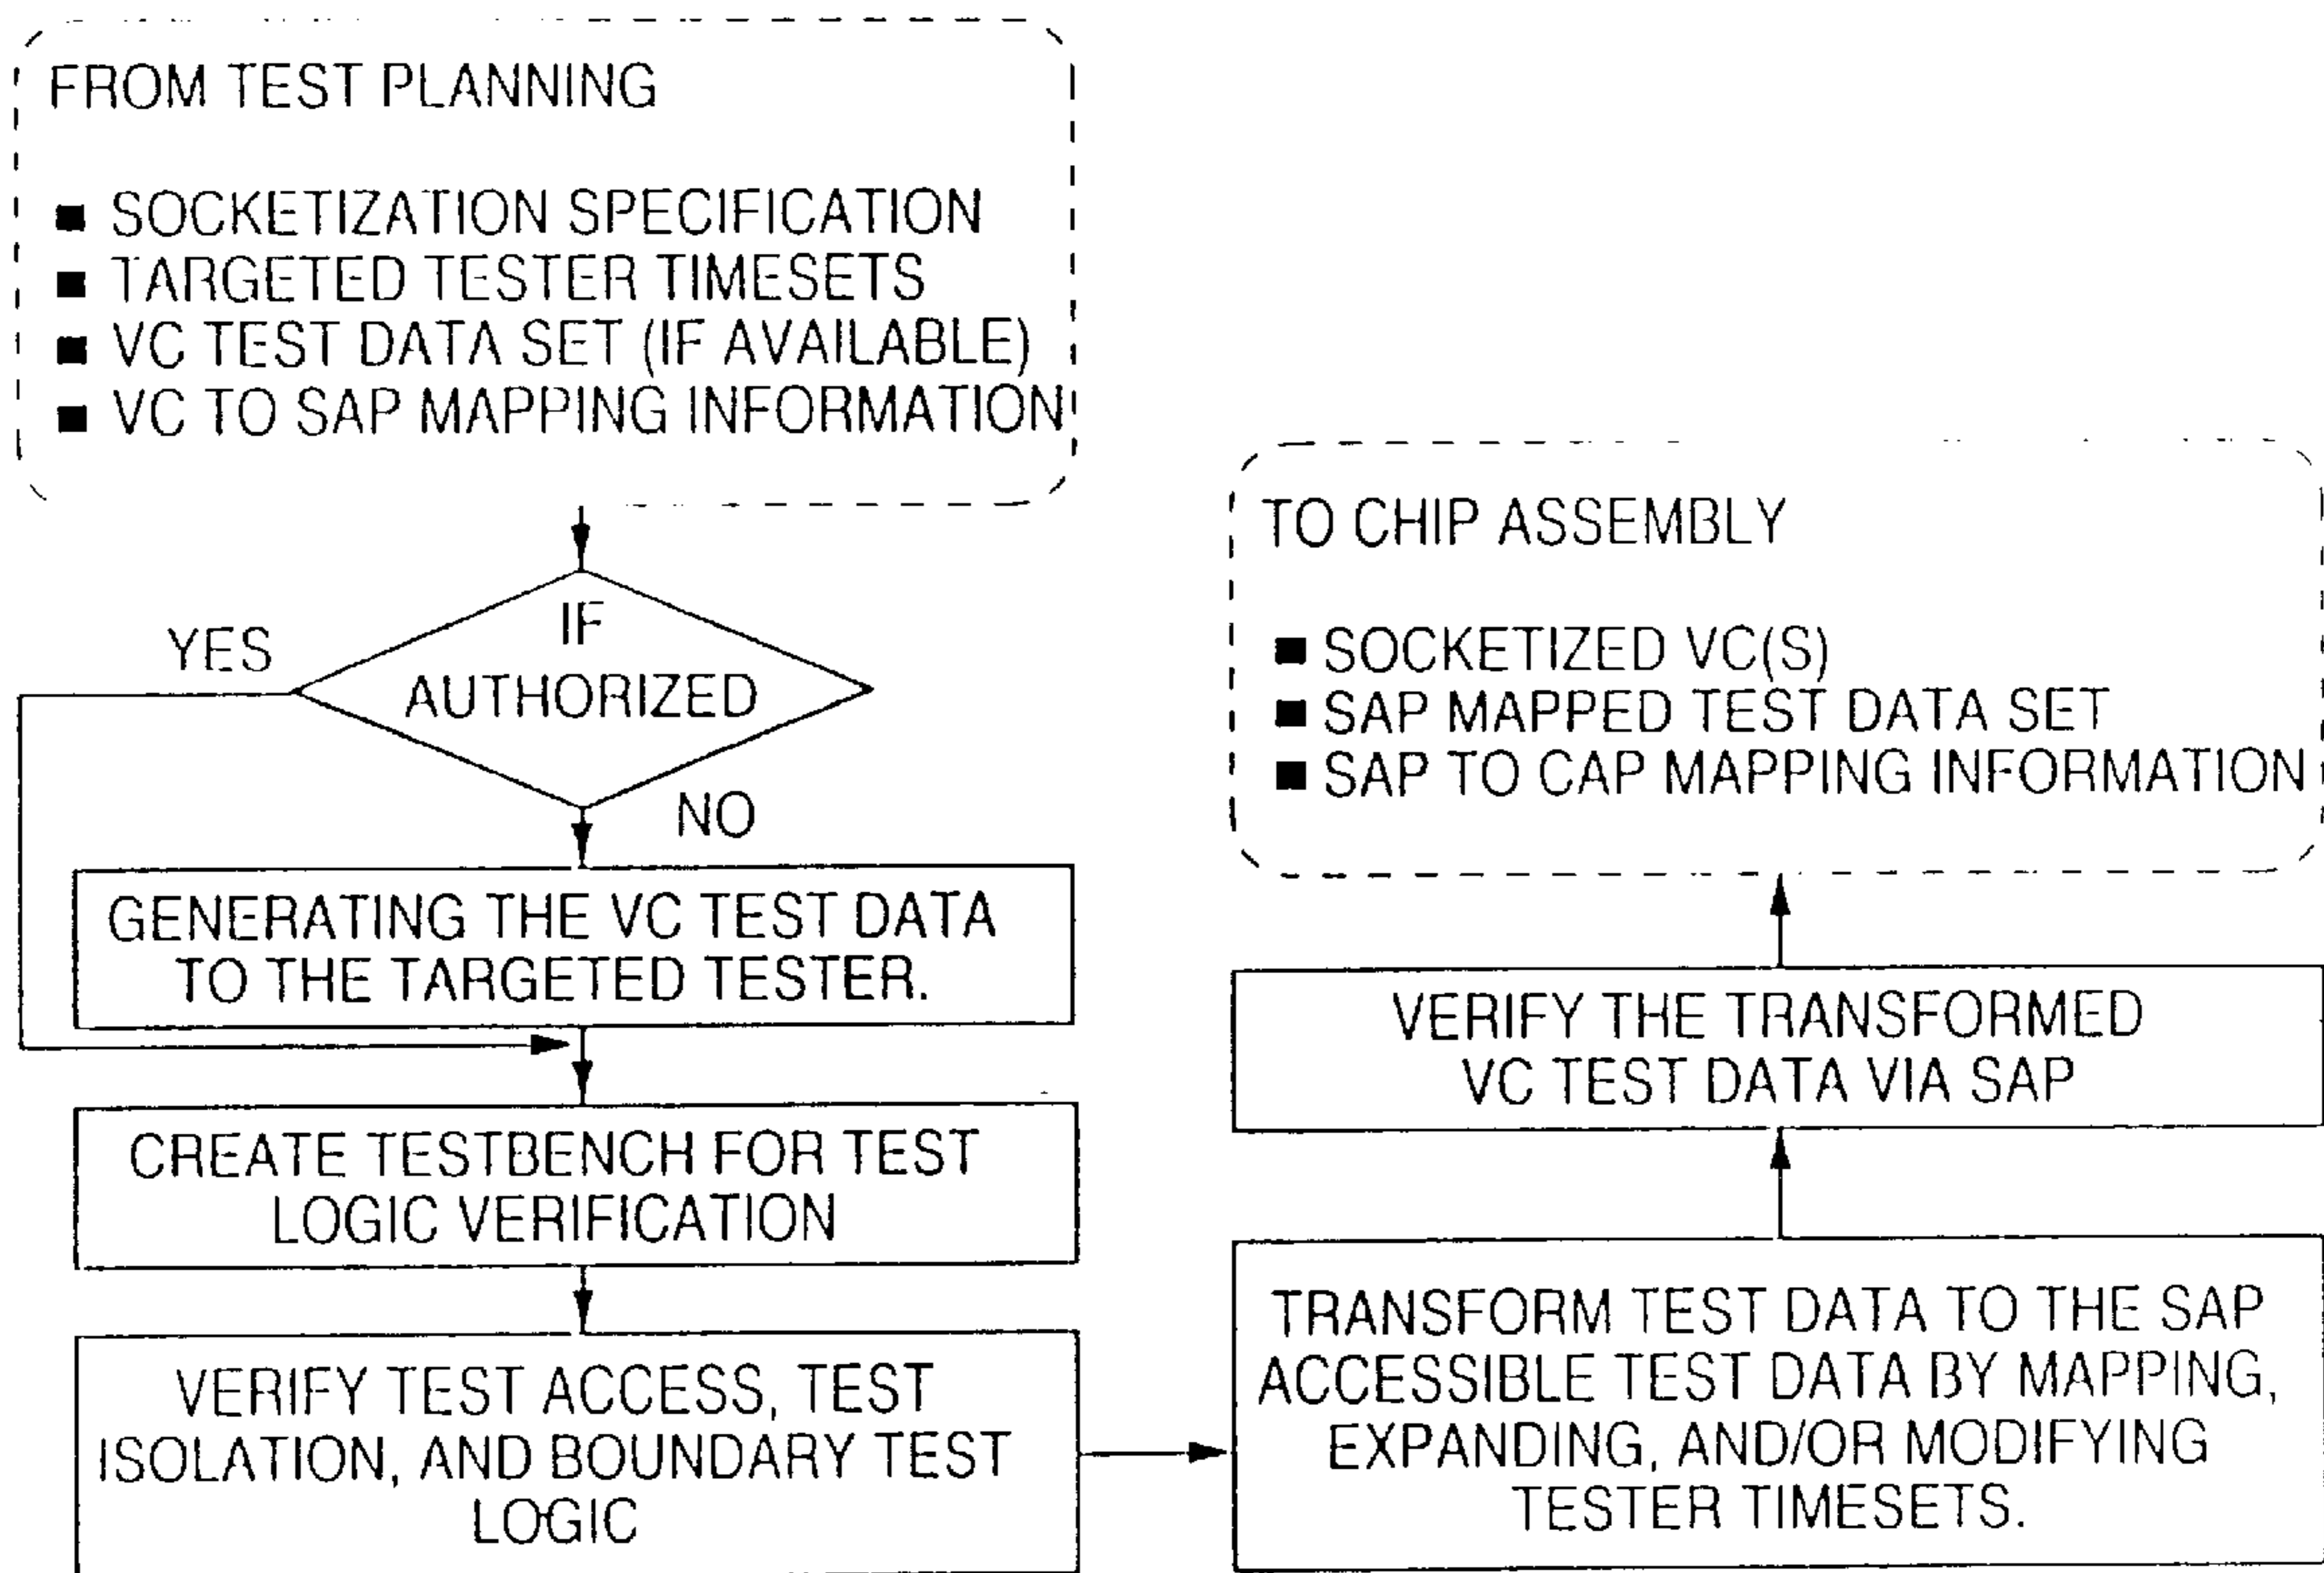 FROM TEST PLANNING
■ SOCKETIZATION SPECIFICATION
■ TARGETED TESTER TIMESETS
■ VC TEST DATA SET (IF AVAILABLE)
■ VC TO SAP MAPPING INFORMATION
IF
AUTHORIZED
YES
NO
GENERATING THE VC TEST DATA
TO THE TARGETED TESTER.
CREATE TESTBENCH FOR TEST
LOGIC VERIFICATION
VERIFY TEST ACCESS, TEST
ISOLATION, AND BOUNDARY TEST
LOGIC
TRANSFORM TEST DATA TO THE SAP
ACCESSIBLE TEST DATA BY MAPPING,
EXPANDING, AND/OR MODIFYING
TESTER TIMESETS.
VERIFY THE TRANSFORMED
VC TEST DATA VIA SAP
TO CHIP ASSEMBLY
■ SOCKETIZED VC(S)
■ SAP MAPPED TEST DATA SET
■ SAP TO CAP MAPPING INFORMATION